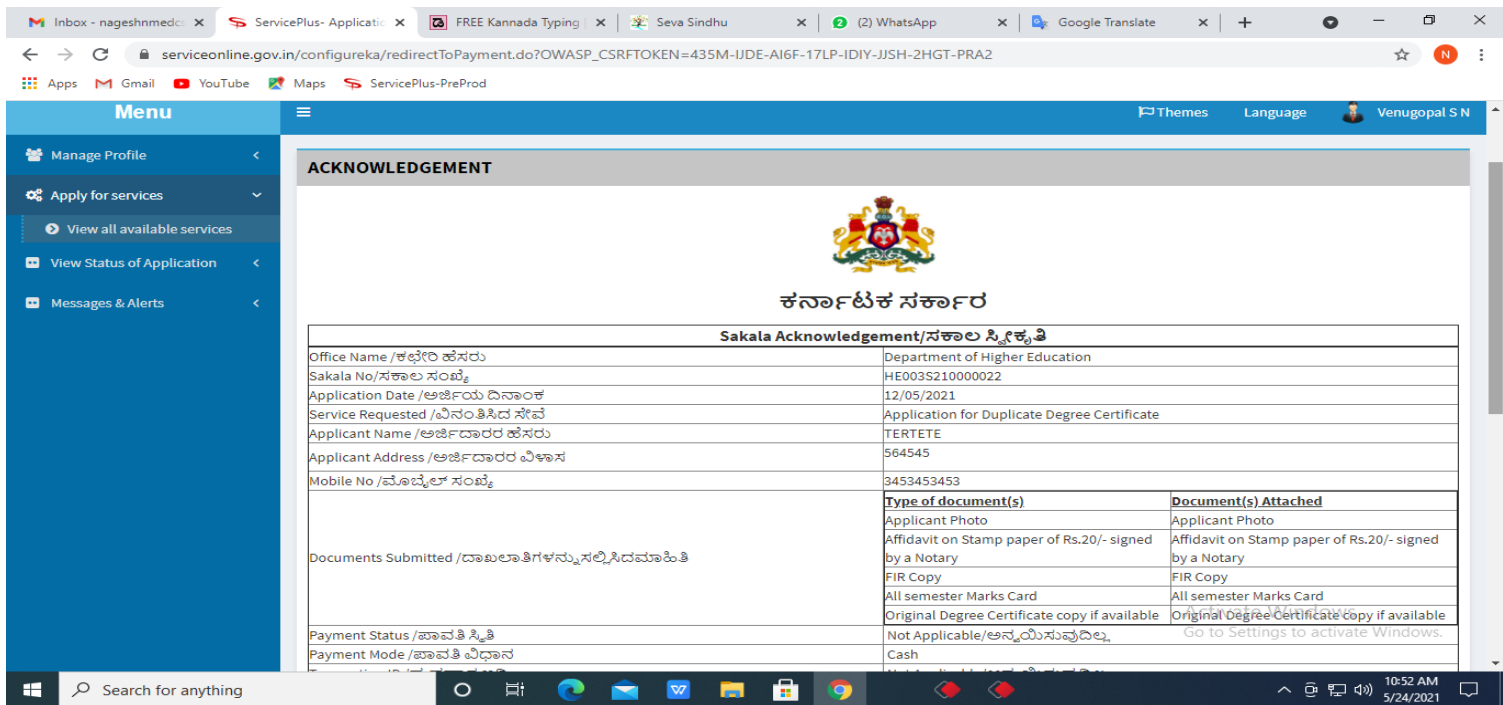 Inbox - nageshnmedcs
ServicePlus- Applicatic
FREE Kannada Typing
Seva Sindhu
(2) WhatsApp
Google Translate
serviceonline.gov.in/configureka/redirectToPayment.do?OWASP_CSRFTOKEN=435M-IJDE-AI6F-17LP-IDIY-JJSH-2HGT-PRA2
N
Apps Gmail YouTube Maps ServicePlus-PreProd
Menu
Themes Language Venugopal S N
Manage Profile
Apply for services
View all available services
View Status of Application
Messages & Alerts
ACKNOWLEDGEMENT
ಕರ್ನಾಟಕ ಸರ್ಕಾರ
Sakala Acknowledgement/ಸಕಾಲ ಸ್ವೀಕೃತಿ
Office Name /ಕಛೇರಿ ಹೆಸರು Department of Higher Education
Sakala No/ಸಕಾಲ ಸಂಖ್ಯೆ HE003S210000022
Application Date /ಅರ್ಜಿಯ ದಿನಾಂಕ 12/05/2021
Service Requested /ವಿನಂತಿಸಿದ ಸೇವೆ Application for Duplicate Degree Certificate
Applicant Name /ಅರ್ಜಿದಾರರ ಹೆಸರು TERTETE
Applicant Address /ಅರ್ಜಿದಾರರ ವಿಳಾಸ 564545
Mobile No /ಮೊಬೈಲ್ ಸಂಖ್ಯೆ 3453453453
Documents Submitted /ದಾಖಲಾತಿಗಳನ್ನು ಸಲ್ಲಿಸಿದಮಾಹಿತಿ
Type of document(s) Document(s) Attached
Applicant Photo Applicant Photo
Affidavit on Stamp paper of Rs.20/- signed Affidavit on Stamp paper of Rs.20/- signed
by a Notary by a Notary
FIR Copy FIR Copy
All semester Marks Card All semester Marks Card
Original Degree Certificate copy if available Original Degree Certificate copy if available
Activate Windows
Go to Settings to activate Windows.
Payment Status /ಪಾವತಿ ಸ್ಥಿತಿ Not Applicable/ಅನ್ವಯಿಸುವುದಿಲ್ಲ
Payment Mode /ಪಾವತಿ ವಿಧಾನ Cash
Search for anything
10:52 AM
5/24/2021